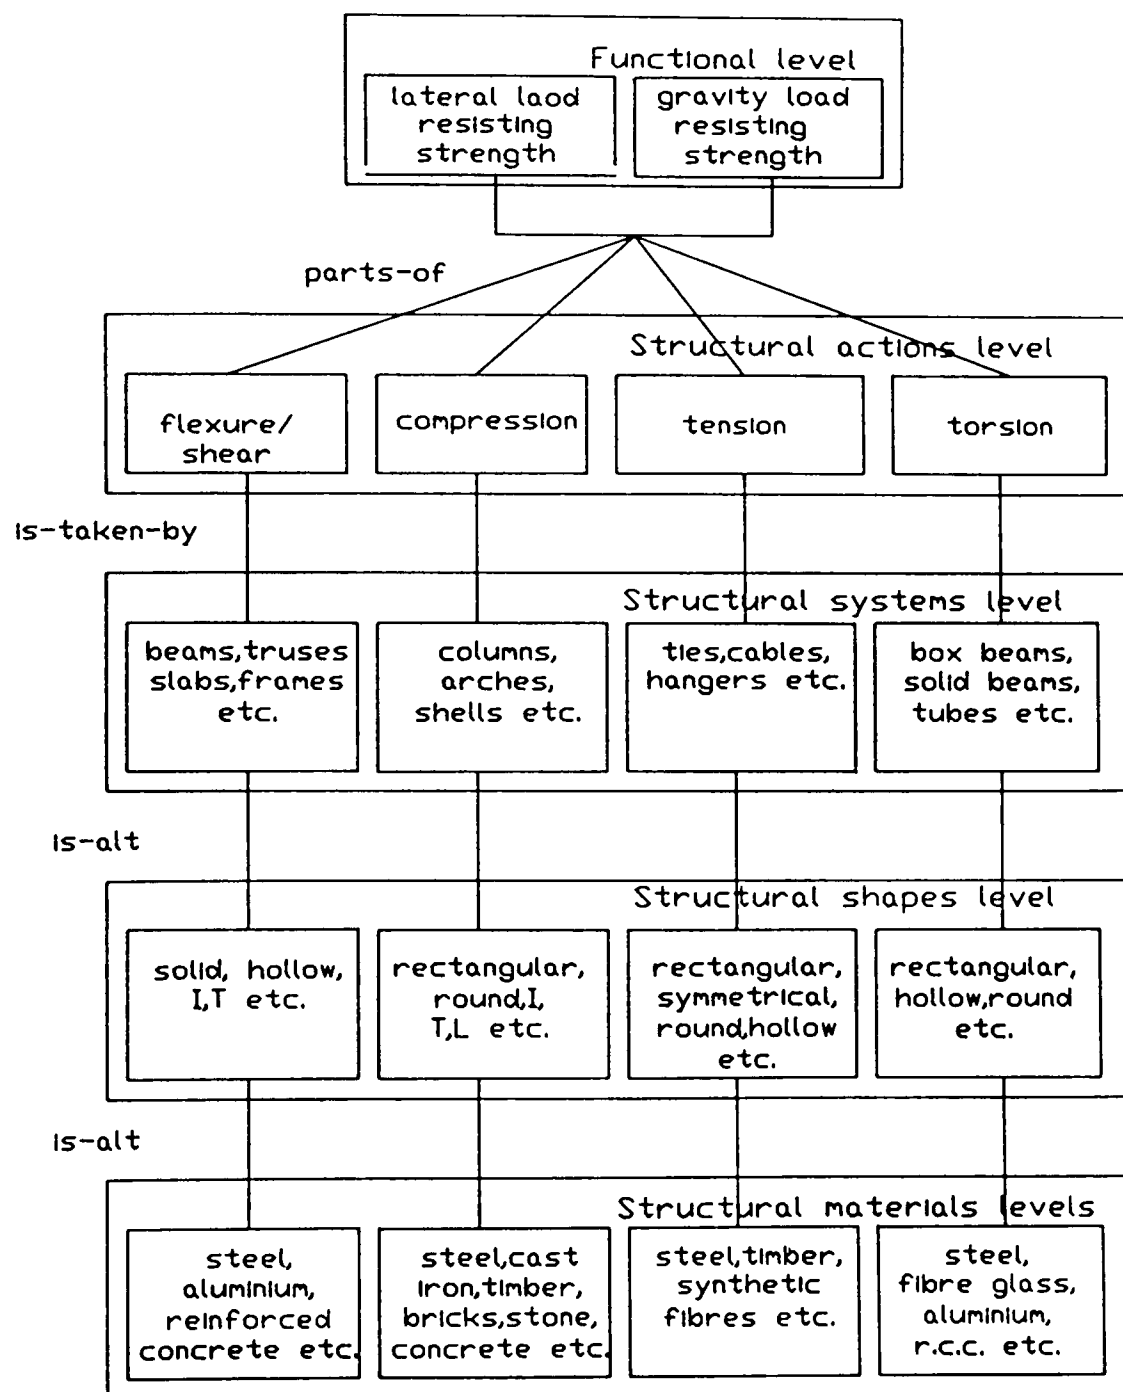 Functional level
lateral laod
resisting
strength
gravity load
resisting
strength
parts-of
Structural actions level
flexure/
shear
compression
tension
torsion
is-taken-by
Structural systems level
beams,truses
slabs,frames
etc.
columns,
arches,
shells etc.
ties,cables,
hangers etc.
box beams,
solid beams,
tubes etc.
is-alt
Structural shapes level
solid, hollow,
I,T etc.
rectangular,
round,I,
T,L etc.
rectangular,
symmetrical,
round,hollow
etc.
rectangular,
hollow,round
etc.
is-alt
Structural materials levels
steel,
aluminium,
reinforced
concrete etc.
steel,cast
iron,timber,
bricks,stone,
concrete etc.
steel,timber,
synthetic
fibres etc.
steel,
fibre glass,
aluminium,
r.c.c. etc.